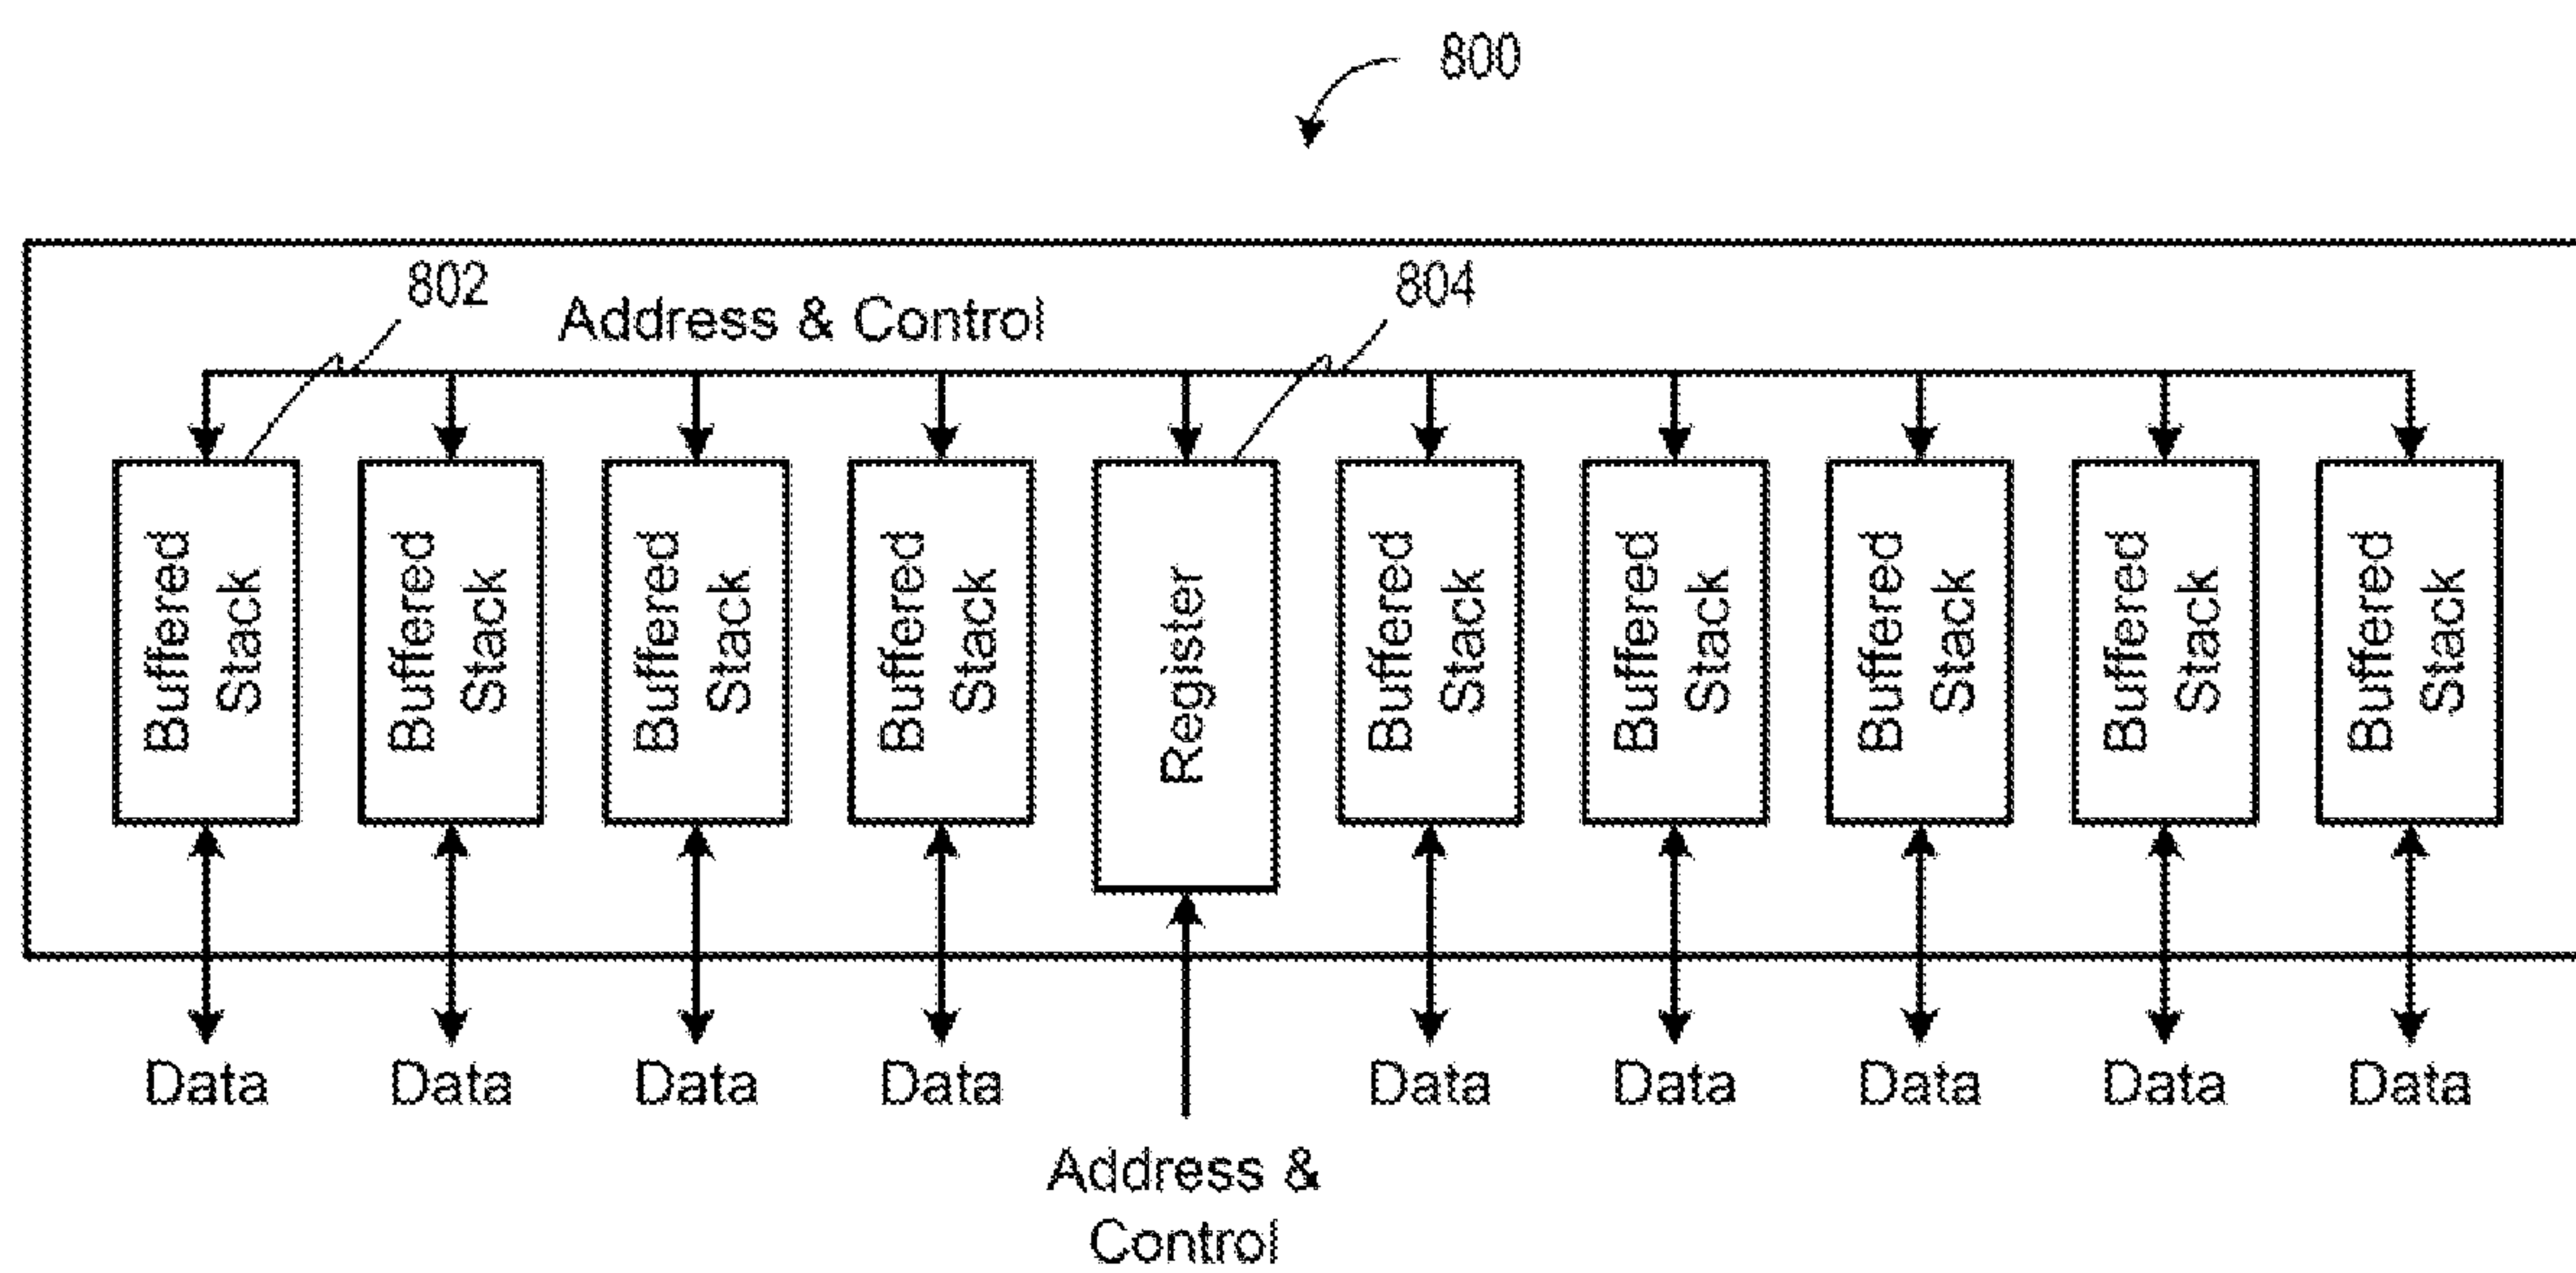 800
802
Address & Control
804
Buffered
Stack
Buffered
Stack
Buffered
Stack
Buffered
Stack
Register
Buffered
Stack
Buffered
Stack
Buffered
Stack
Buffered
Stack
Buffered
Stack
Data
Data
Data
Data
Data
Data
Data
Data
Data
Address &
Control